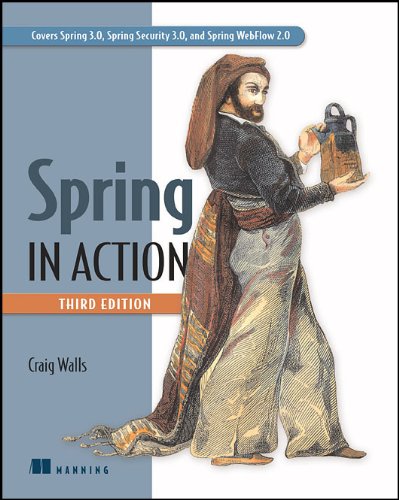 Covers Spring 3.0, Spring Security 3.0, and Spring WebFlow 2.0
Spring
IN ACTION
THIRD EDITION
Craig Walls
MANNING